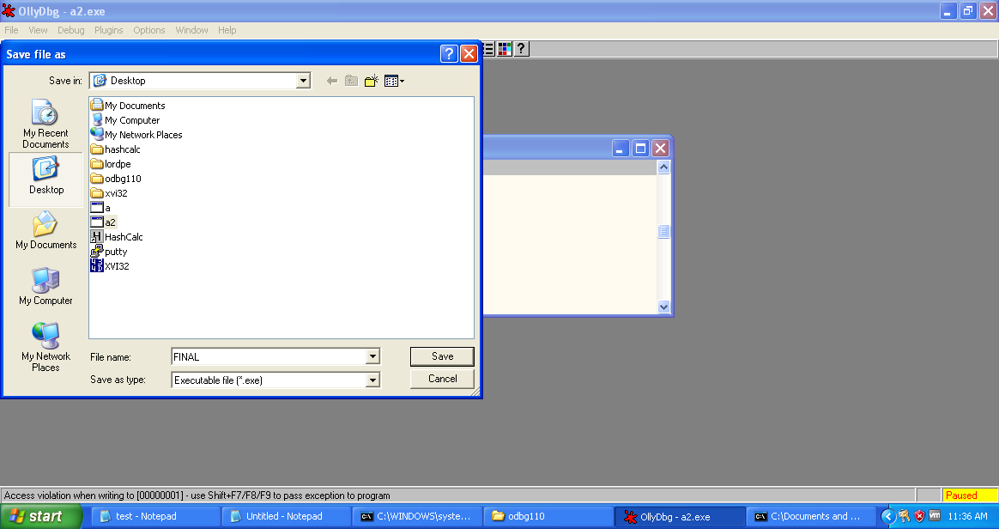 OllyDbg - a2.exe
File View Debug Plugins Options Window Help
Save file as
Save in: Desktop
My Recent Documents
Desktop
My Documents
My Computer
My Network Places
My Documents
My Computer
My Network Places
hashcalc
lordpe
odbg110
xvi32
a
a2
HashCalc
putty
XVI32
File name: FINAL Save
Save as type: Executable file (*.exe) Cancel
Access violation when writing to [00000001] - use Shift+F7/F8/F9 to pass exception to program Paused
start test - Notepad Untitled - Notepad C:\WINDOWS\syste... odbg110 OllyDbg - a2.exe C:\Documents and ... 11:36 AM